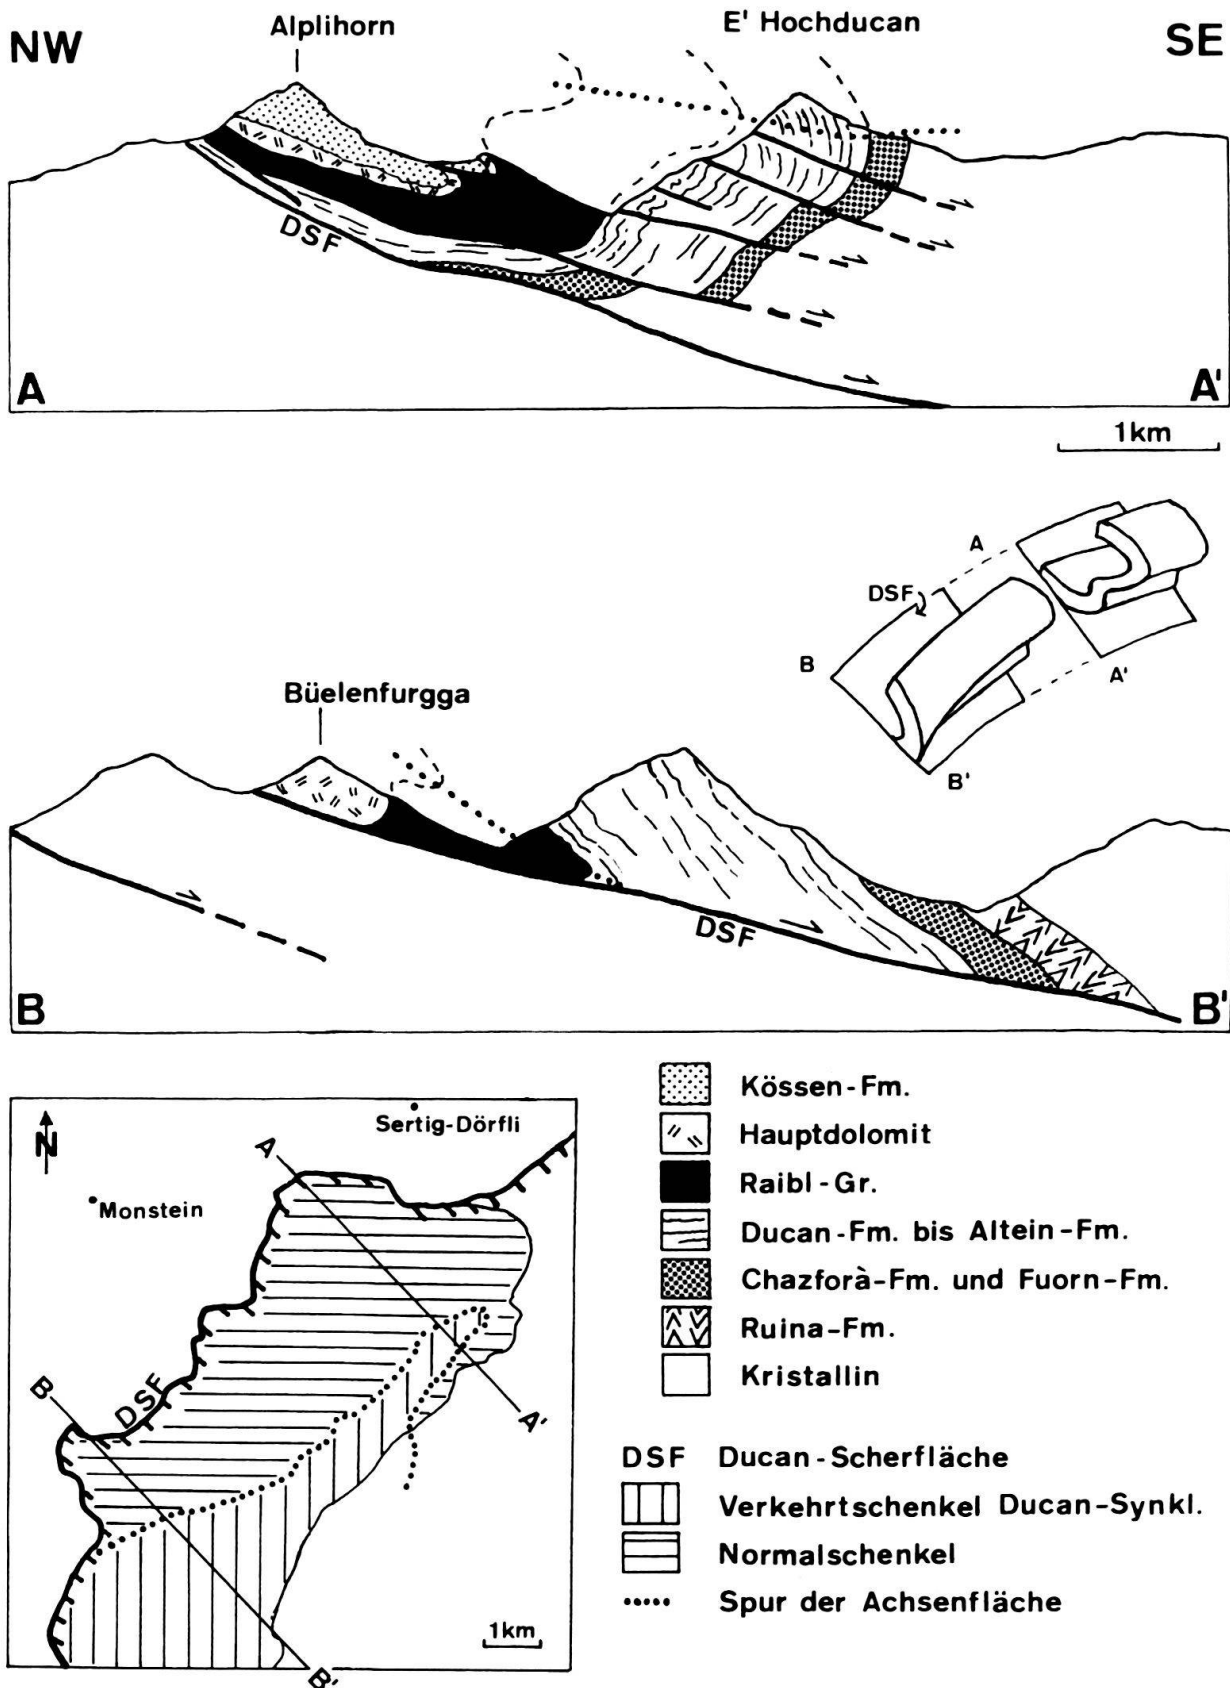 NW
Alplihorn
E' Hochducan
SE
DSF
A
A'
1km
A
DSF
B
A'
B'
Büelenfurgga
DSF
B
B'
N
Sertig-Dörfli
A
Monstein
B
DSF
A'
1km
B'
Kössen-Fm.
Hauptdolomit
Raibl-Gr.
Ducan-Fm. bis Altein-Fm.
Chazforà-Fm. und Fuorn-Fm.
Ruina-Fm.
Kristallin
DSF Ducan-Scherfläche
Verkehrtschenkel Ducan-Synkl.
Normalschenkel
Spur der Achsenfläche